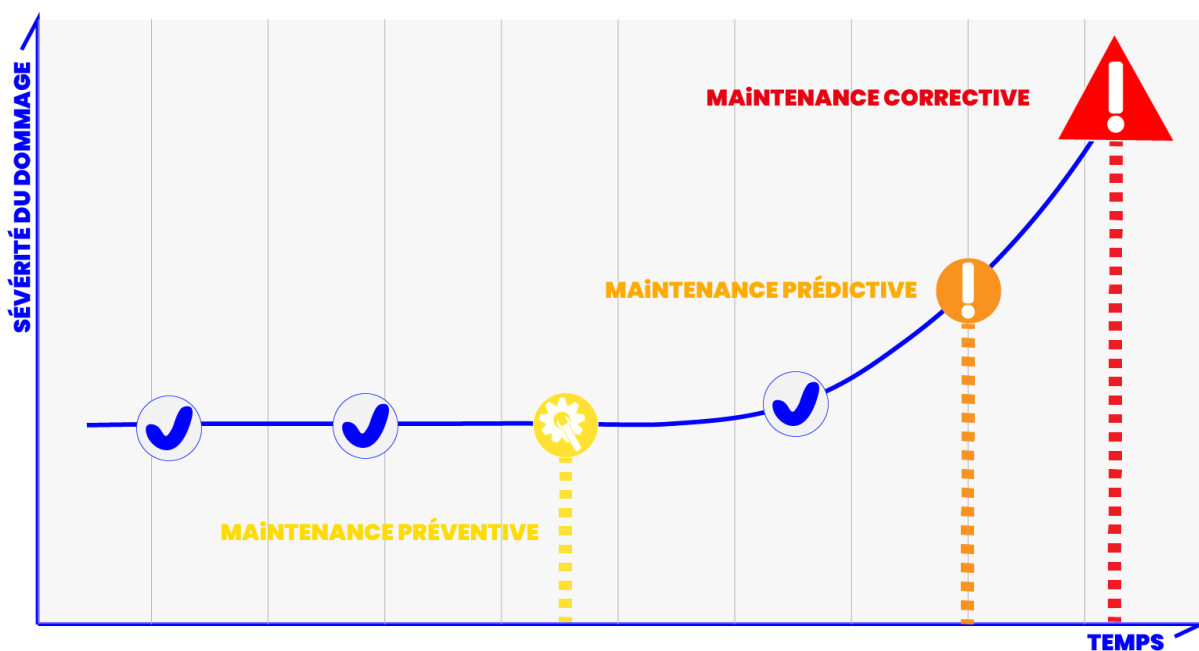 SÉVÉRITÉ DU DOMMAGE
MAiNTENANCE CORRECTIVE
MAiNTENANCE PRÉDICTIVE
MAiNTENANCE PRÉVENTIVE
TEMPS